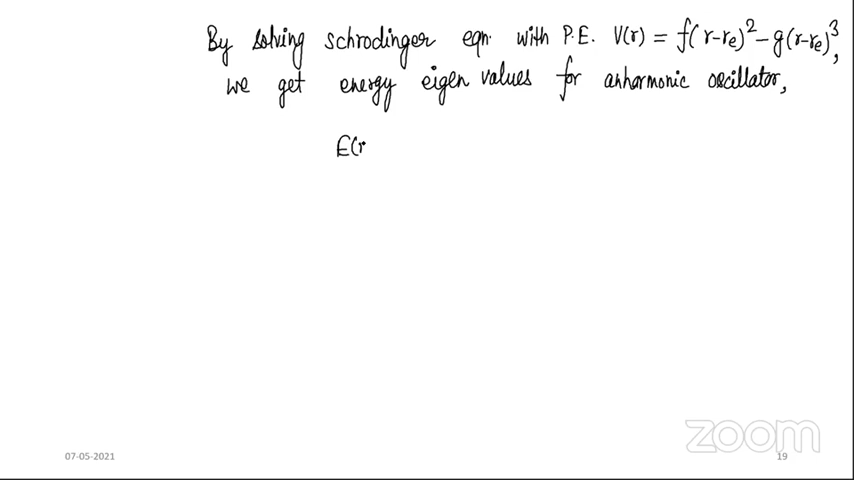 By solving schrodinger eqn. with P.E. V(r) = f(r-re)² - g(r-re)³,
we get energy eigen values for anharmonic oscillator,
E(r
zoom
07-05-2021
19